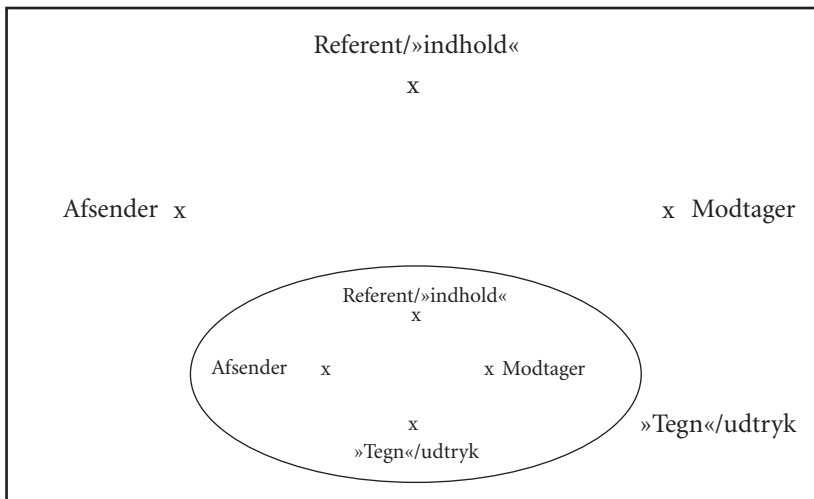 Referent/»indhold«
x
Afsender x
x Modtager
Referent/»indhold«
x
Afsender x
x Modtager
x
»Tegn«/udtryk
»Tegn«/udtryk